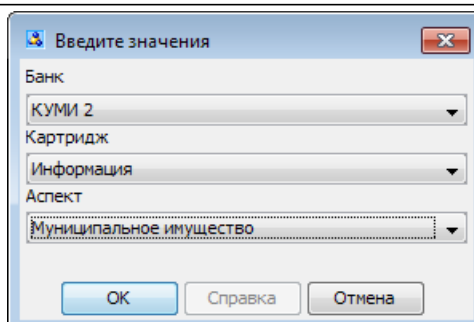 Введите значения
Банк
КУМИ 2
Картридж
Информация
Аспект
Муниципальное имущество
OK Справка Отмена